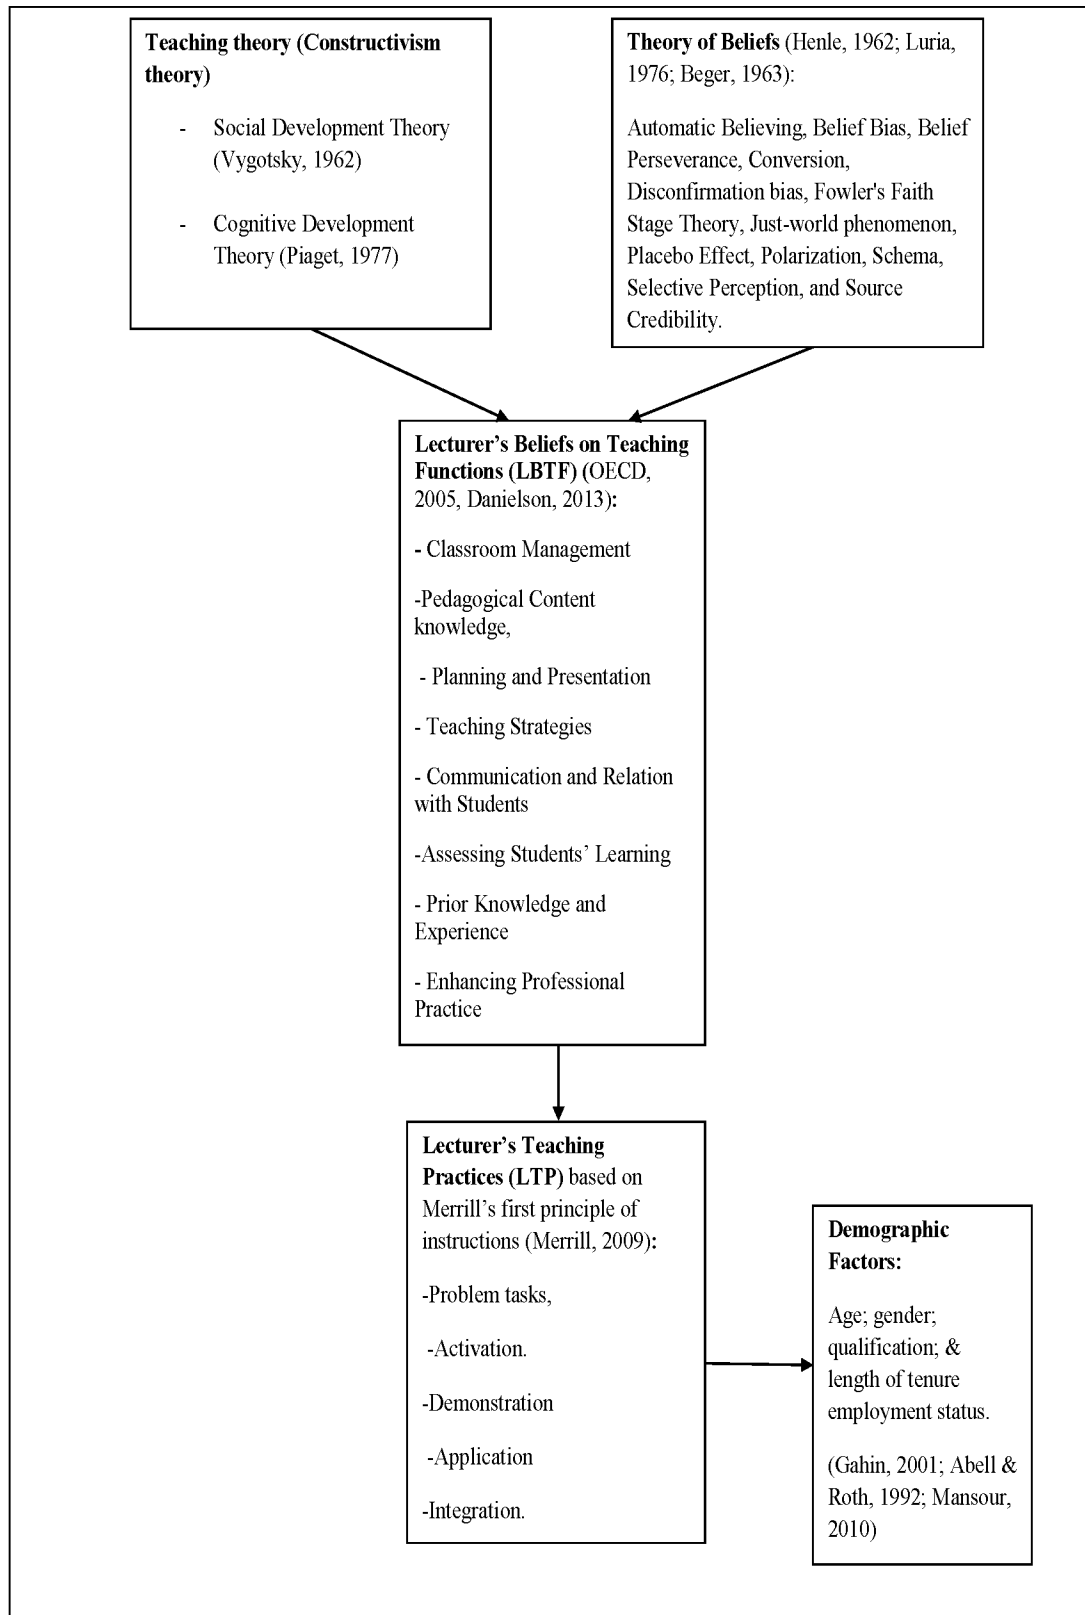 Teaching theory (Constructivism
theory)
- Social Development Theory
(Vygotsky, 1962)
- Cognitive Development
Theory (Piaget, 1977)
Theory of Beliefs (Henle, 1962; Luria,
1976; Beger, 1963):
Automatic Believing, Belief Bias, Belief
Perseverance, Conversion,
Disconfirmation bias, Fowler's Faith
Stage Theory, Just-world phenomenon,
Placebo Effect, Polarization, Schema,
Selective Perception, and Source
Credibility.
Lecturer’s Beliefs on Teaching
Functions (LBTF) (OECD,
2005, Danielson, 2013):
- Classroom Management
-Pedagogical Content
knowledge,
- Planning and Presentation
- Teaching Strategies
- Communication and Relation
with Students
-Assessing Students’ Learning
- Prior Knowledge and
Experience
- Enhancing Professional
Practice
Lecturer’s Teaching
Practices (LTP) based on
Merrill’s first principle of
instructions (Merrill, 2009):
-Problem tasks,
-Activation.
-Demonstration
-Application
-Integration.
Demographic
Factors:
Age; gender;
qualification; &
length of tenure
employment status.
(Gahin, 2001; Abell &
Roth, 1992; Mansour,
2010)